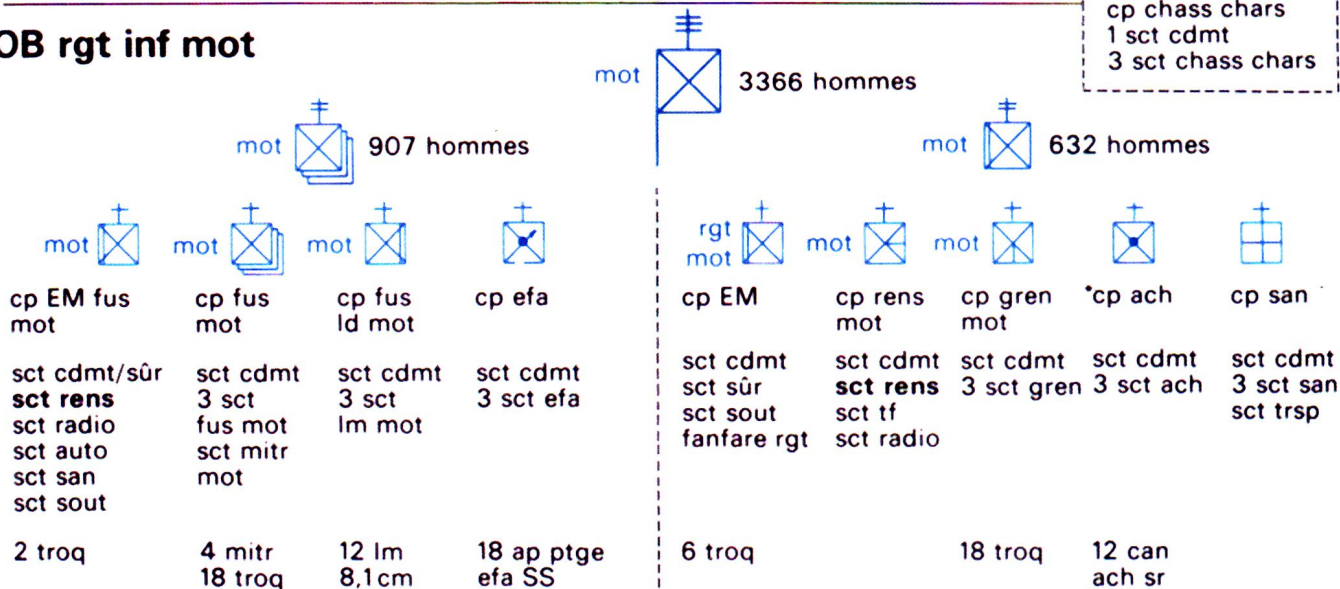 OB rgt inf mot
cp chass chars
1 sct cdmt
3 sct chass chars
mot
3366 hommes
mot
907 hommes
mot
632 hommes
mot
mot
mot
rgt
mot
mot
mot
cp EM fus
mot
cp fus
mot
cp fus
ld mot
cp efa
cp EM
cp rens
mot
cp gren
mot
*cp ach
cp san
sct cdmt/sûr
sct rens
sct radio
sct auto
sct san
sct sout
sct cdmt
3 sct
fus mot
sct mitr
mot
sct cdmt
3 sct
lm mot
sct cdmt
3 sct efa
sct cdmt
sct sûr
sct sout
fanfare rgt
sct cdmt
sct rens
sct tf
sct radio
sct cdmt
3 sct gren
sct cdmt
3 sct ach
sct cdmt
3 sct san
sct trsp
2 troq
4 mitr
18 troq
12 lm
8,1 cm
18 ap ptge
efa SS
6 troq
18 troq
12 can
ach sr